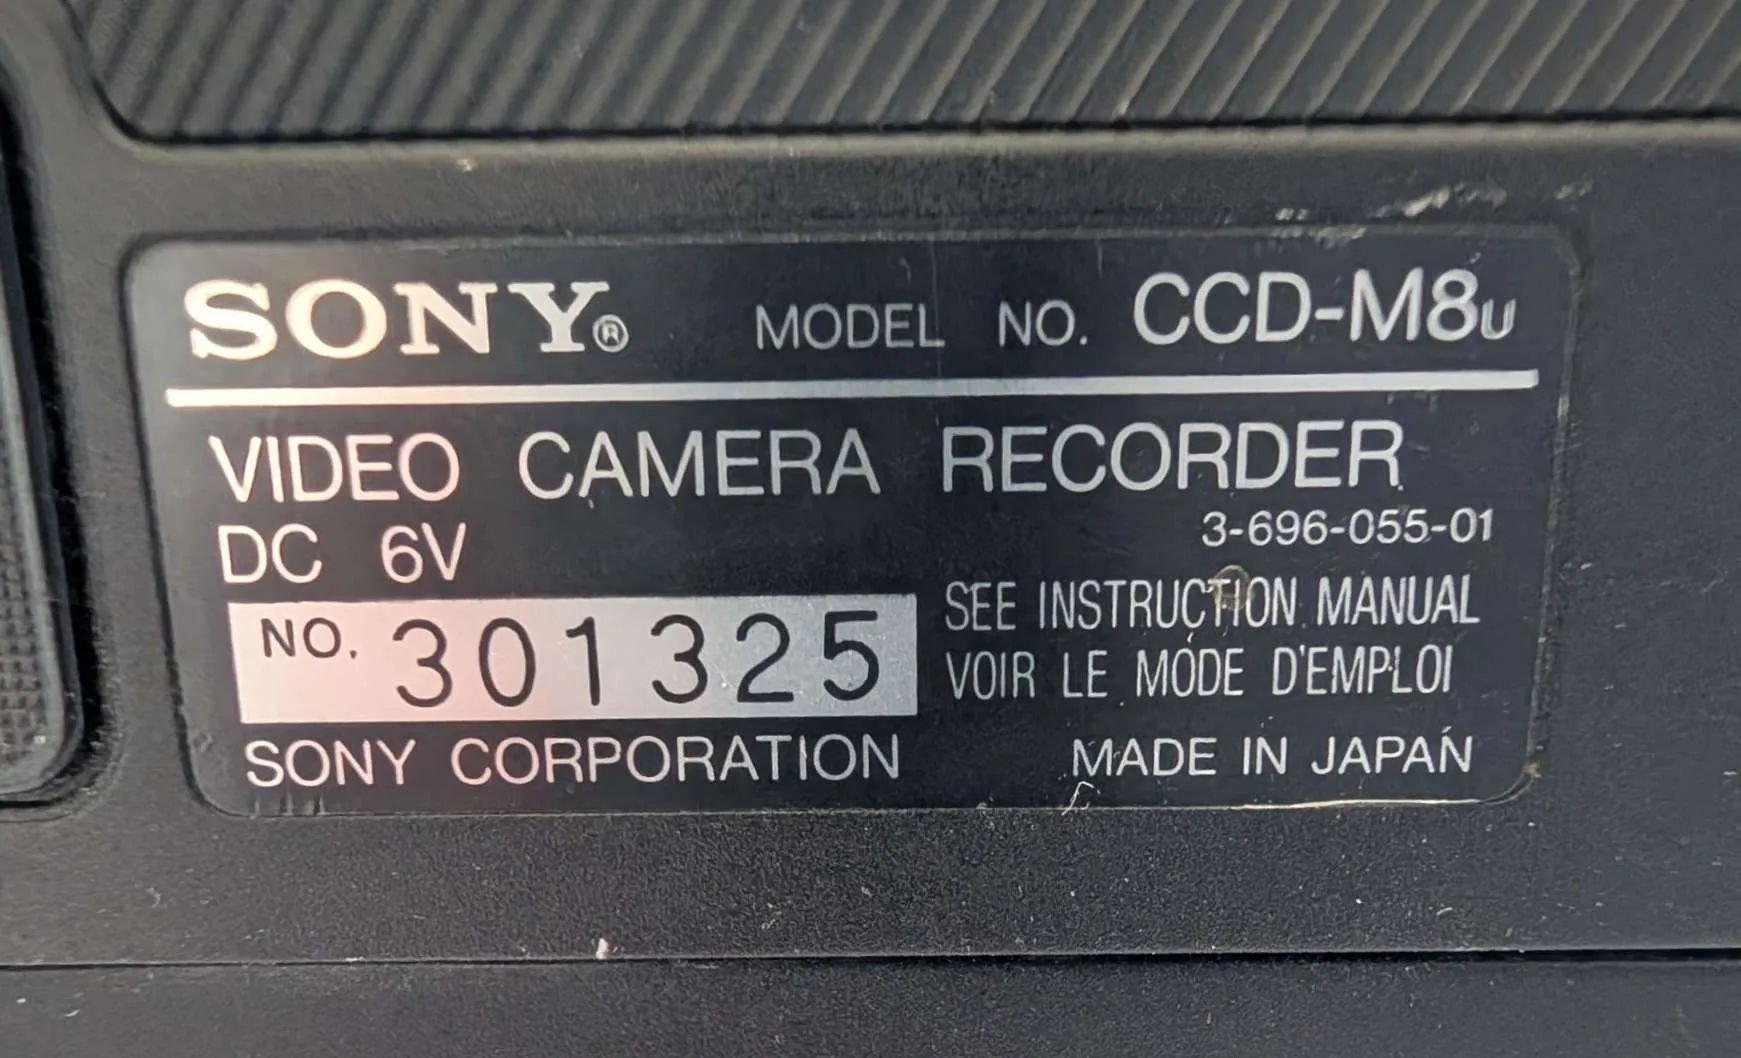 SONY® MODEL NO. CCD-M8u
VIDEO CAMERA RECORDER
DC 6V
3-696-055-01
NO. 301325
SEE INSTRUCTION MANUAL
VOIR LE MODE D'EMPLOI
SONY CORPORATION
MADE IN JAPAN